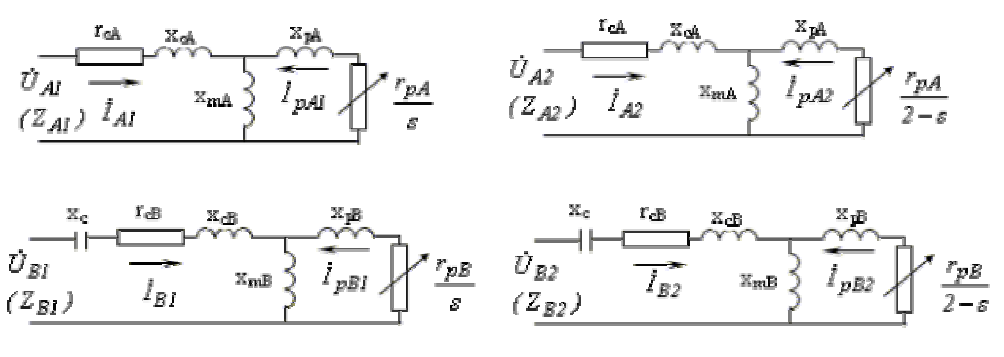 r_cA x_cA x_pA
U̇_A1 (Z_A1) İ_A1 x_mA İ_pA1 r_pA/s
r_cA x_cA x_pA
U̇_A2 (Z_A2) İ_A2 x_mA İ_pA2 r_pA/2-s
x_c r_cB x_cB x_pB
U̇_B1 (Z_B1) İ_B1 x_mB İ_pB1 r_pB/s
x_c r_cB x_cB x_pB
U̇_B2 (Z_B2) İ_B2 x_mB İ_pB2 r_pB/2-s